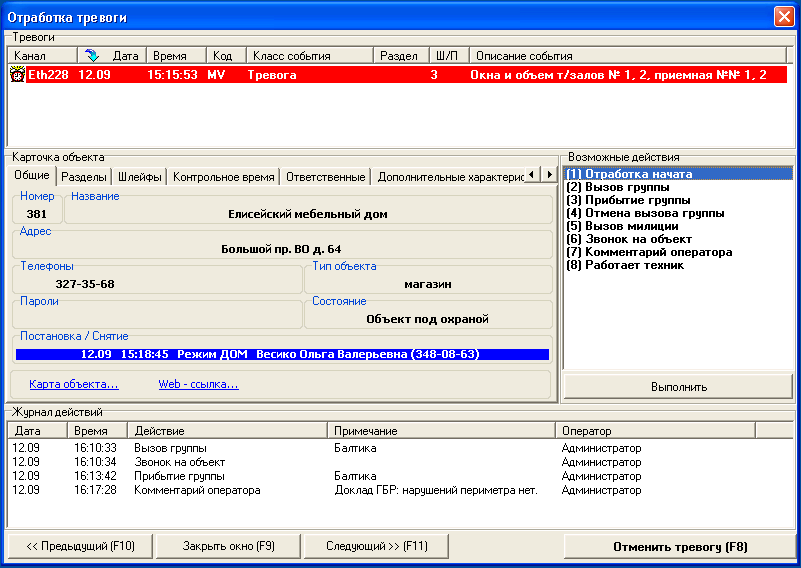 Отработка тревоги
Тревоги
Канал Дата Время Код Класс события Раздел Ш/П Описание события
Eth228 12.09 15:15:53 MV Тревога 3 Окна и объем т/залов № 1, 2, приемная №№ 1, 2
Карточка объекта
Общие Разделы Шлейфы Контрольное время Ответственные Дополнительные характерис
Номер Название
381 Елисейский мебельный дом
Адрес
Большой пр. ВО д. 64
Телефоны Тип объекта
327-35-68 магазин
Пароли Состояние
Объект под охраной
Постановка / Снятие
12.09 15:18:45 Режим ДОМ Весико Ольга Валерьевна (348-08-63)
Карта объекта... Web - ссылка...
Возможные действия
(1) Отработка начата
(2) Вызов группы
(3) Прибытие группы
(4) Отмена вызова группы
(5) Вызов милиции
(6) Звонок на объект
(7) Комментарий оператора
(8) Работает техник
Выполнить
Журнал действий
Дата Время Действие Примечание Оператор
12.09 16:10:33 Вызов группы Балтика Администратор
12.09 16:10:34 Звонок на объект Администратор
12.09 16:13:42 Прибытие группы Балтика Администратор
12.09 16:17:28 Комментарий оператора Доклад ГБР: нарушений периметра нет. Администратор
<< Предыдущий (F10) Закрыть окно (F9) Следующий >> (F11) Отменить тревогу (F8)